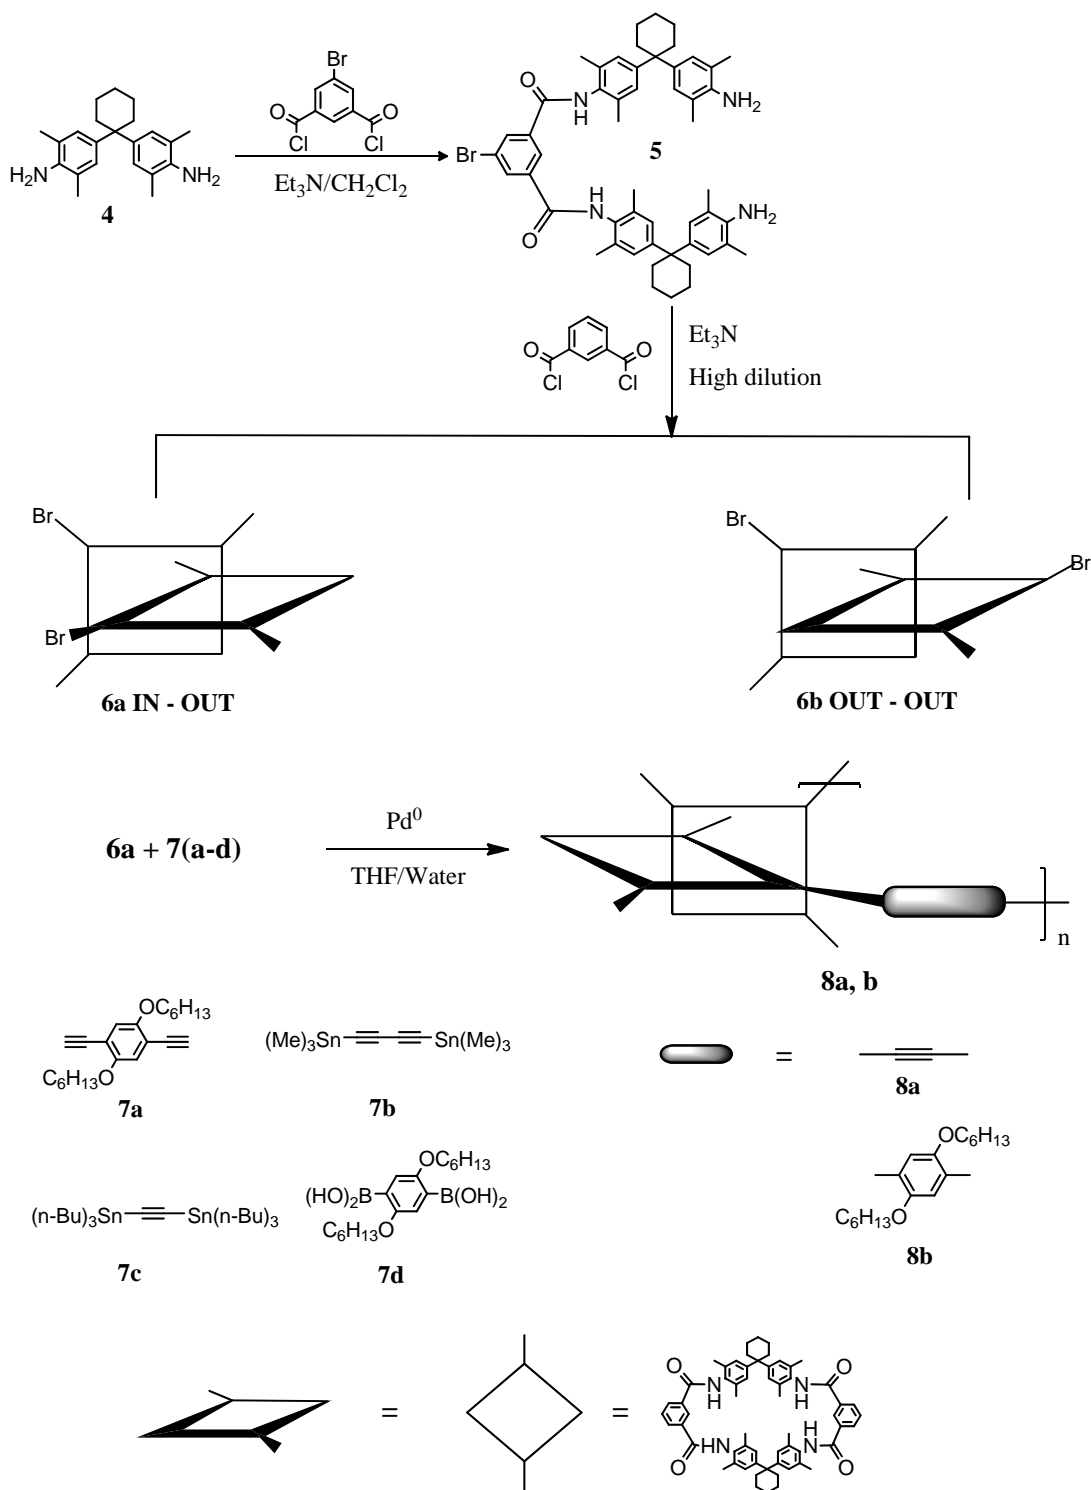 Br
O
O
Cl
Cl
H2N
NH2
4
Et3N/CH2Cl2
O
N
H
NH2
5
Br
H
N
O
NH2
O
O
Cl
Cl
Et3N
High dilution
Br
Br
6a IN - OUT
Br
Br
6b OUT - OUT
6a + 7(a-d)
Pd0
THF/Water
n
8a, b
OC6H13
C6H13O
7a
(Me)3Sn
Sn(Me)3
7b
=
8a
(n-Bu)3Sn
Sn(n-Bu)3
7c
OC6H13
(HO)2B
B(OH)2
C6H13O
7d
OC6H13
C6H13O
8b
=
=
O
NH
HN
O
O
HN
H
N
NH
O